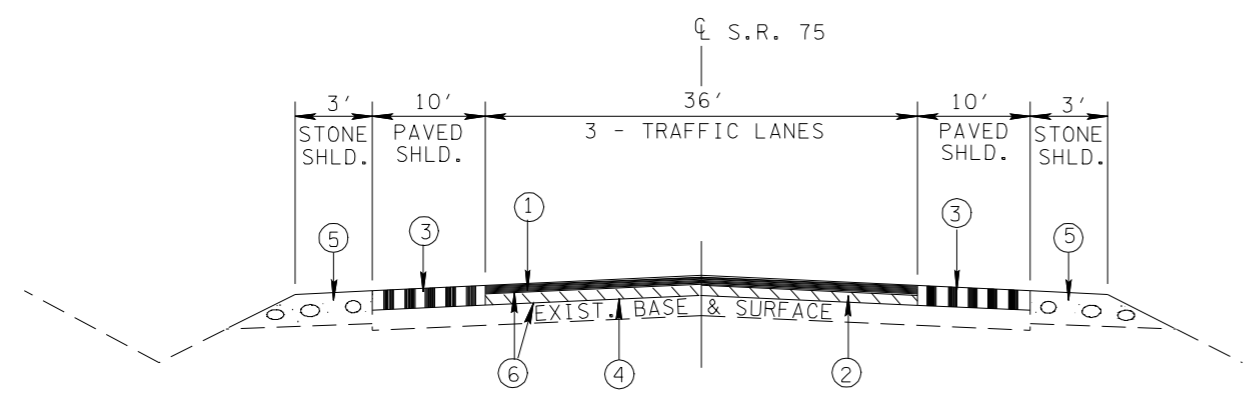 ℄ S.R. 75
3' 10' 36' 10' 3'
STONE PAVED 3 - TRAFFIC LANES PAVED STONE
SHLD. SHLD. SHLD. SHLD.
1
5 3 3 5
EXIST. BASE & SURFACE
6 4 2